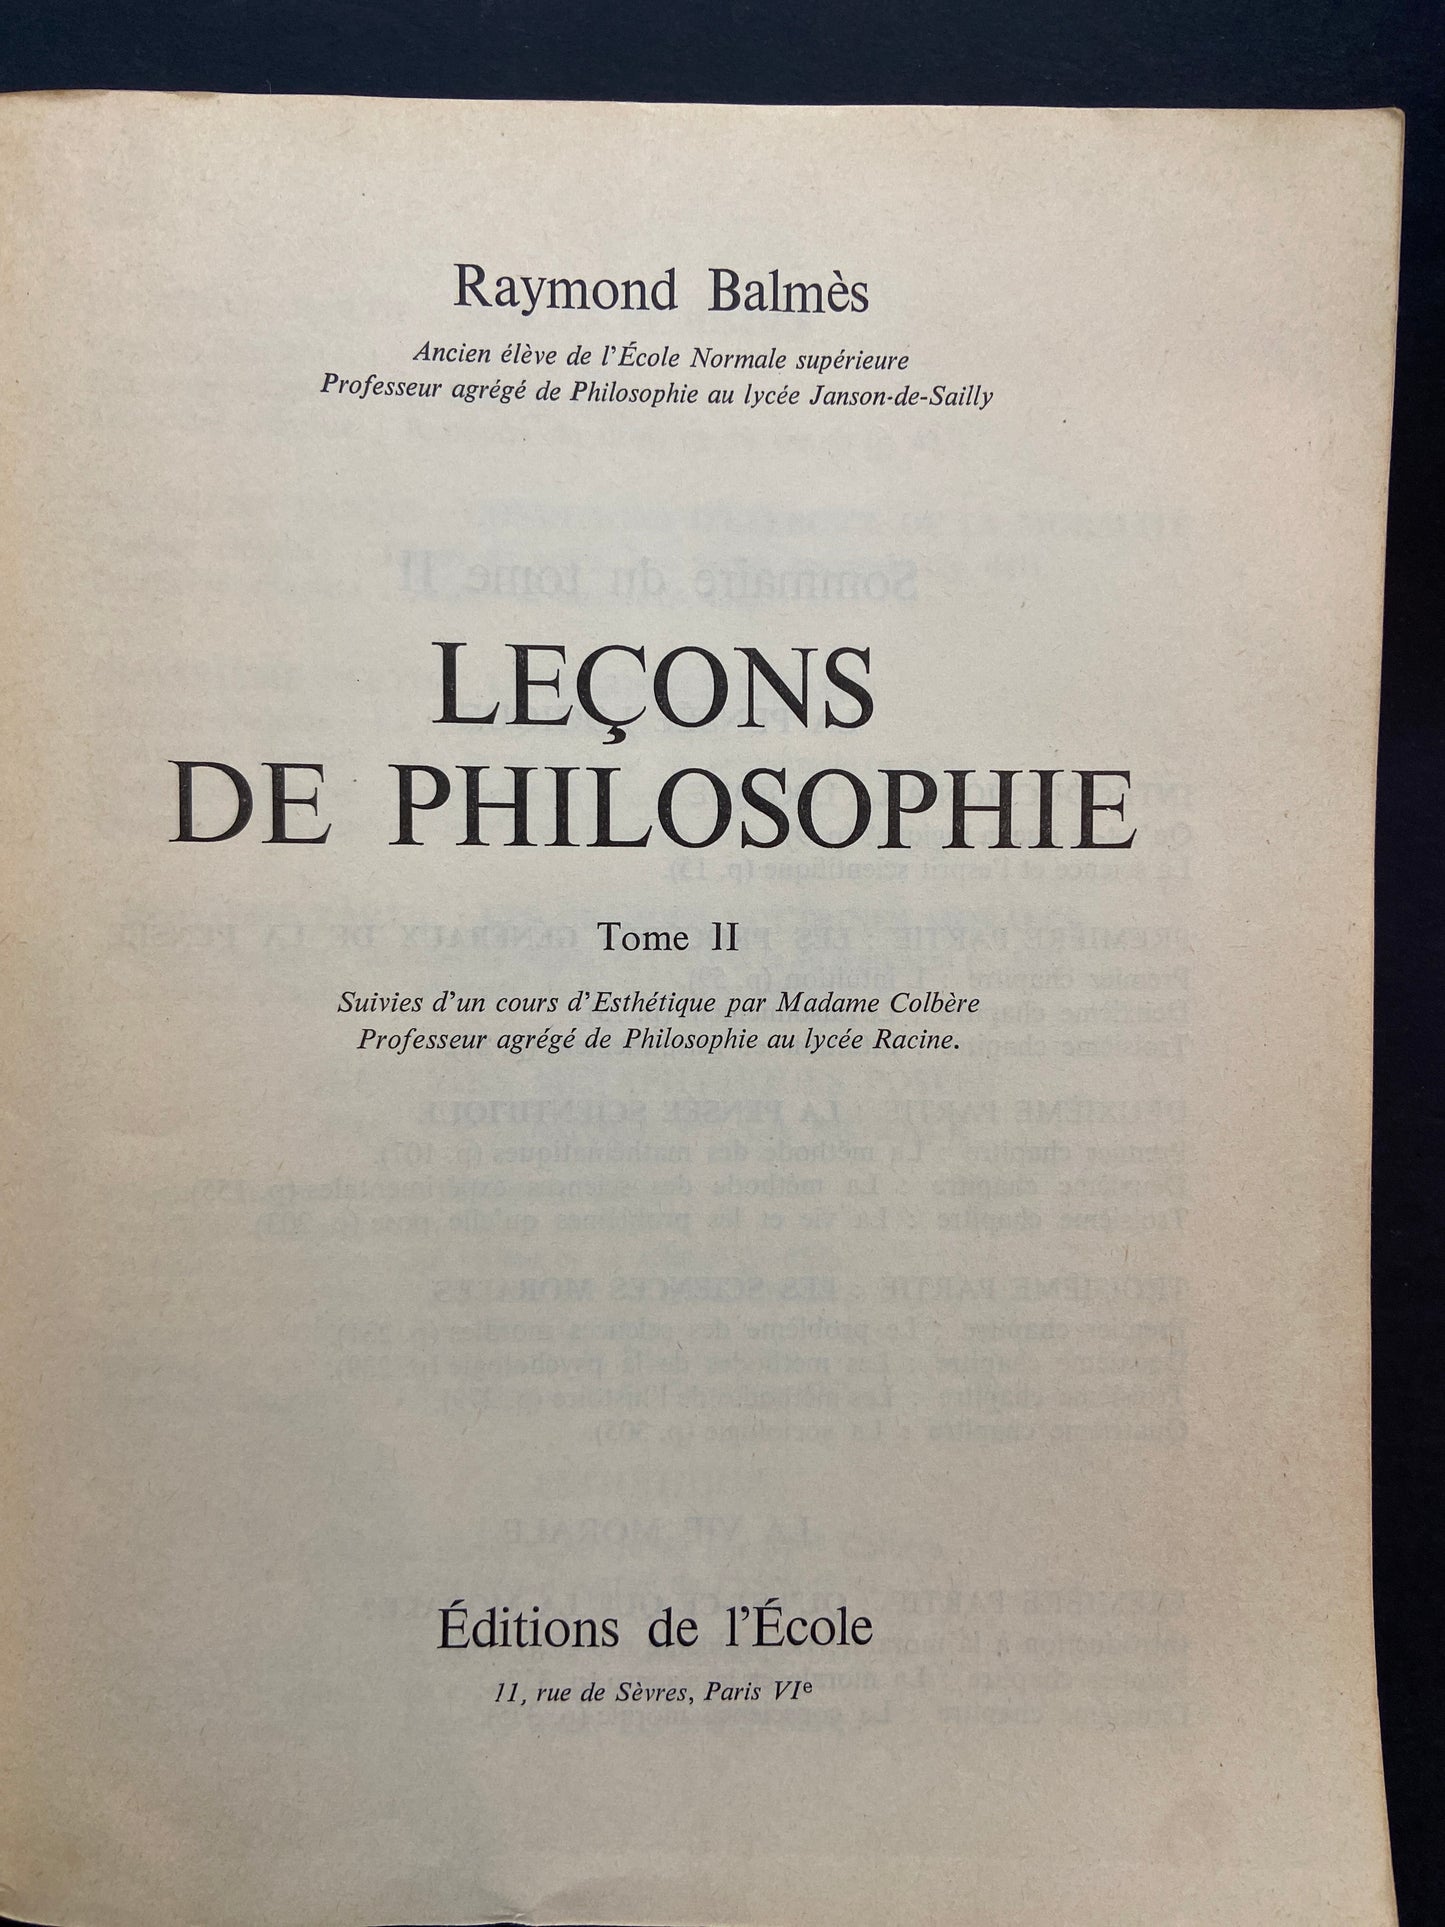 Raymond Balmès
Ancien élève de l'École Normale supérieure
Professeur agrégé de Philosophie au lycée Janson-de-Sailly
LEÇONS
DE PHILOSOPHIE
Tome II
Suivies d'un cours d'Esthétique par Madame Colbère
Professeur agrégé de Philosophie au lycée Racine.
Éditions de l'École
11, rue de Sèvres, Paris VIe